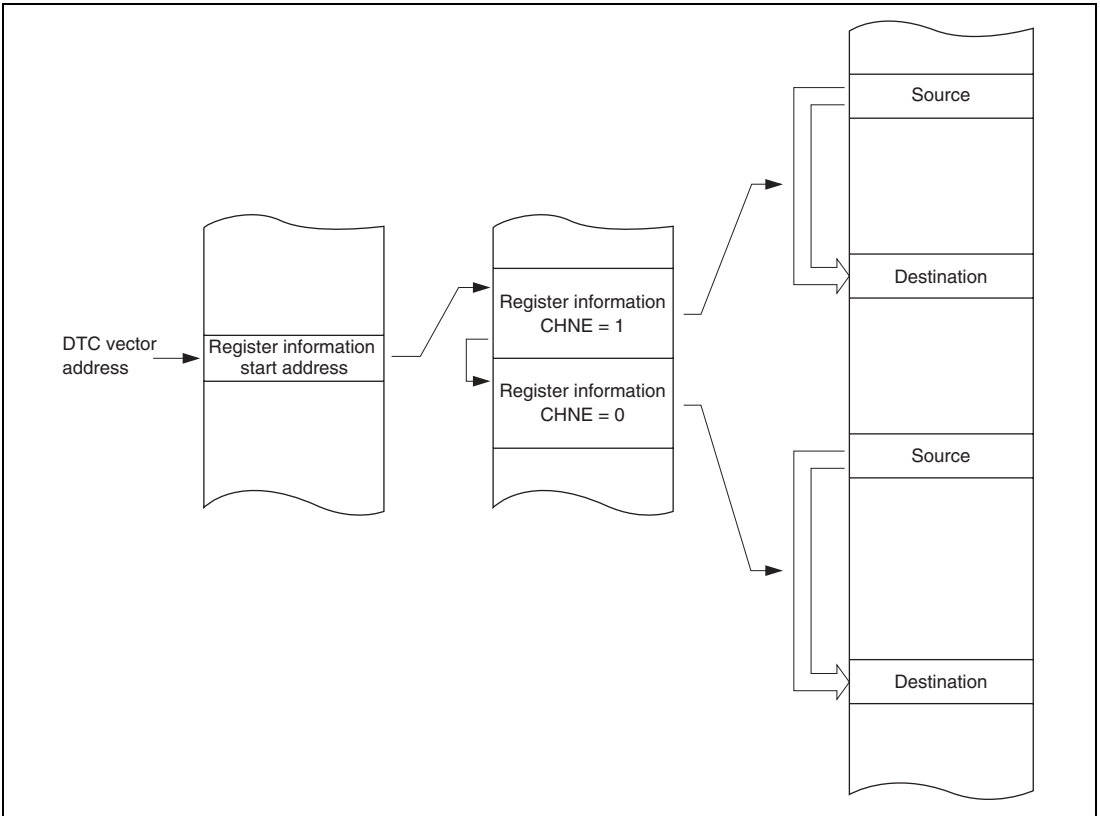 DTC vector
address
Register information
start address
Register information
CHNE = 1
Register information
CHNE = 0
Source
Destination
Source
Destination